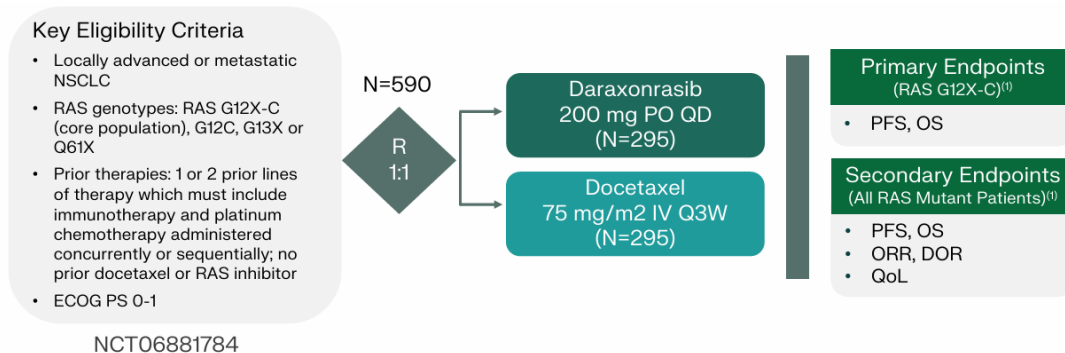 Key Eligibility Criteria
• Locally advanced or metastatic
NSCLC
• RAS genotypes: RAS G12X-C
(core population), G12C, G13X or
Q61X
• Prior therapies: 1 or 2 prior lines
of therapy which must include
immunotherapy and platinum
chemotherapy administered
concurrently or sequentially; no
prior docetaxel or RAS inhibitor
• ECOG PS 0-1
NCT06881784
N=590
R
1:1
Daraxonrasib
200 mg PO QD
(N=295)
Docetaxel
75 mg/m2 IV Q3W
(N=295)
Primary Endpoints
(RAS G12X-C)(1)
• PFS, OS
Secondary Endpoints
(All RAS Mutant Patients)(1)
• PFS, OS
• ORR, DOR
• QoL